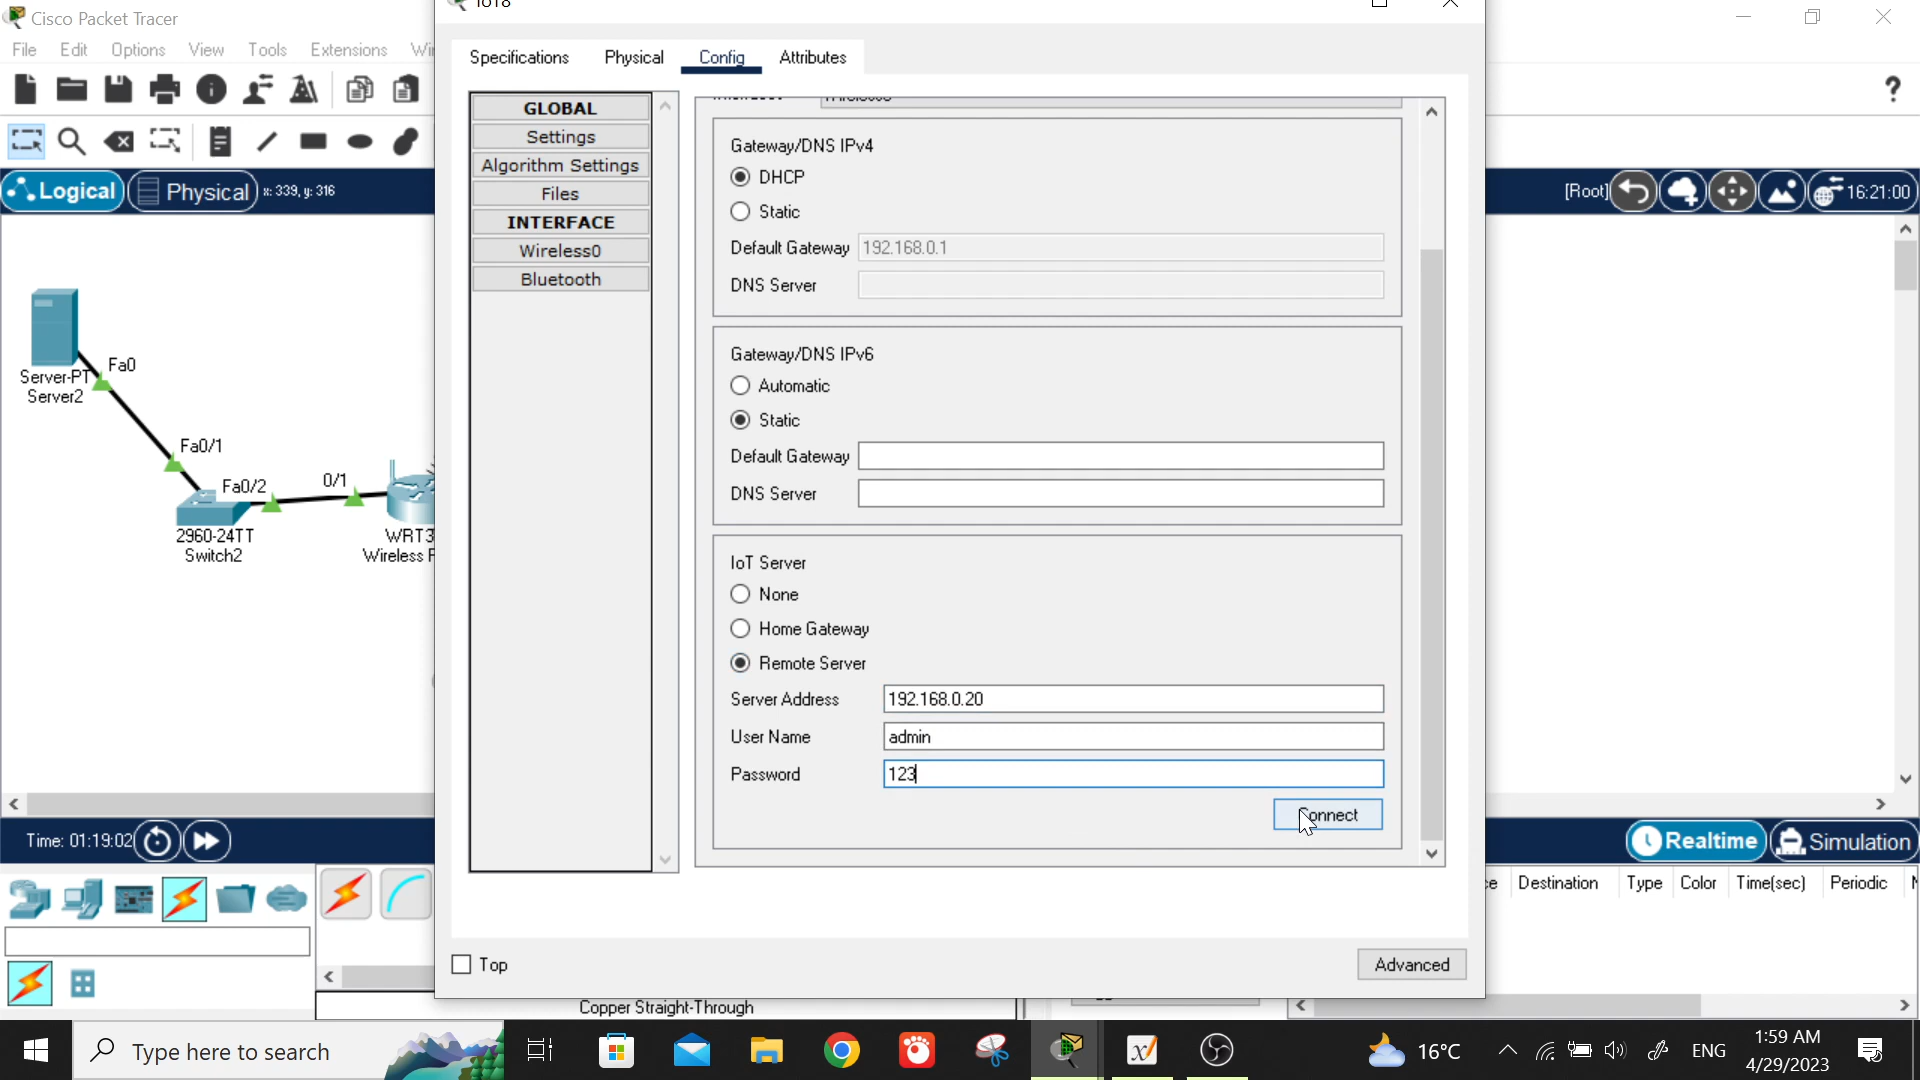 Cisco Packet Tracer
File Edit Options View Tools Extensions
Logical Physical x: 339, y: 316
[Root] 16:21:00
Specifications Physical Config Attributes
GLOBAL
Settings
Algorithm Settings
Files
INTERFACE
Wireless0
Bluetooth
Gateway/DNS IPv4
DHCP
Static
Default Gateway 192.168.0.1
DNS Server
Gateway/DNS IPv6
Automatic
Static
Default Gateway
DNS Server
IoT Server
None
Home Gateway
Remote Server
Server Address 192.168.0.20
User Name admin
Password 123
Connect
Top
Advanced
Fa0
Server-PT
Server2
Fa0/1
Fa0/2
0/1
2960-24TT
Switch2
WRT3
Wireless
Time: 01:19:02
Realtime Simulation
Destination Type Color Time(sec) Periodic
Copper Straight-Through
Type here to search
16°C
ENG
1:59 AM
4/29/2023